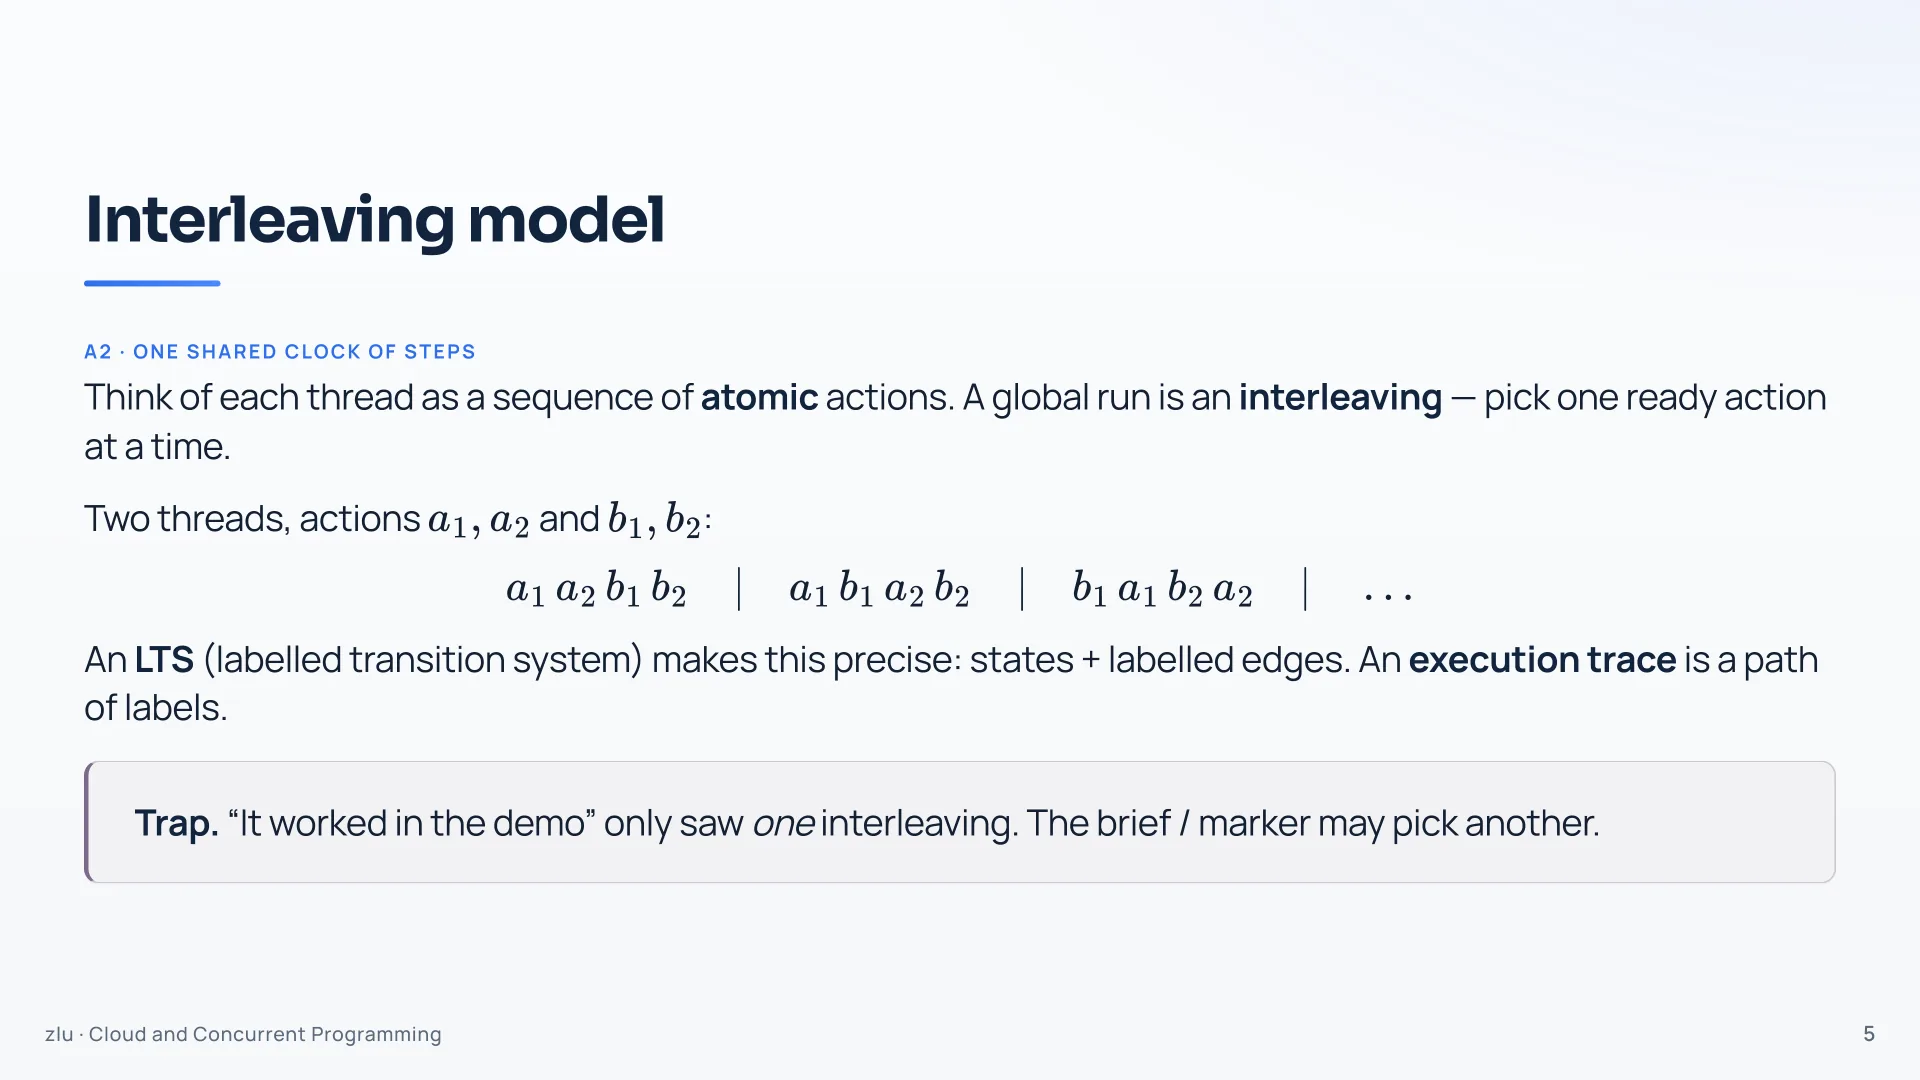 Interleaving model
A2 · ONE SHARED CLOCK OF STEPS
Think of each thread as a sequence of atomic actions. A global run is an interleaving — pick one ready action
at a time.
Two threads, actions a₁, a₂ and b₁, b₂:
a₁ a₂ b₁ b₂ | a₁ b₁ a₂ b₂ | b₁ a₁ b₂ a₂ | …
An LTS (labelled transition system) makes this precise: states + labelled edges. An execution trace is a path
of labels.
Trap. “It worked in the demo” only saw one interleaving. The brief / marker may pick another.
zlu · Cloud and Concurrent Programming
5